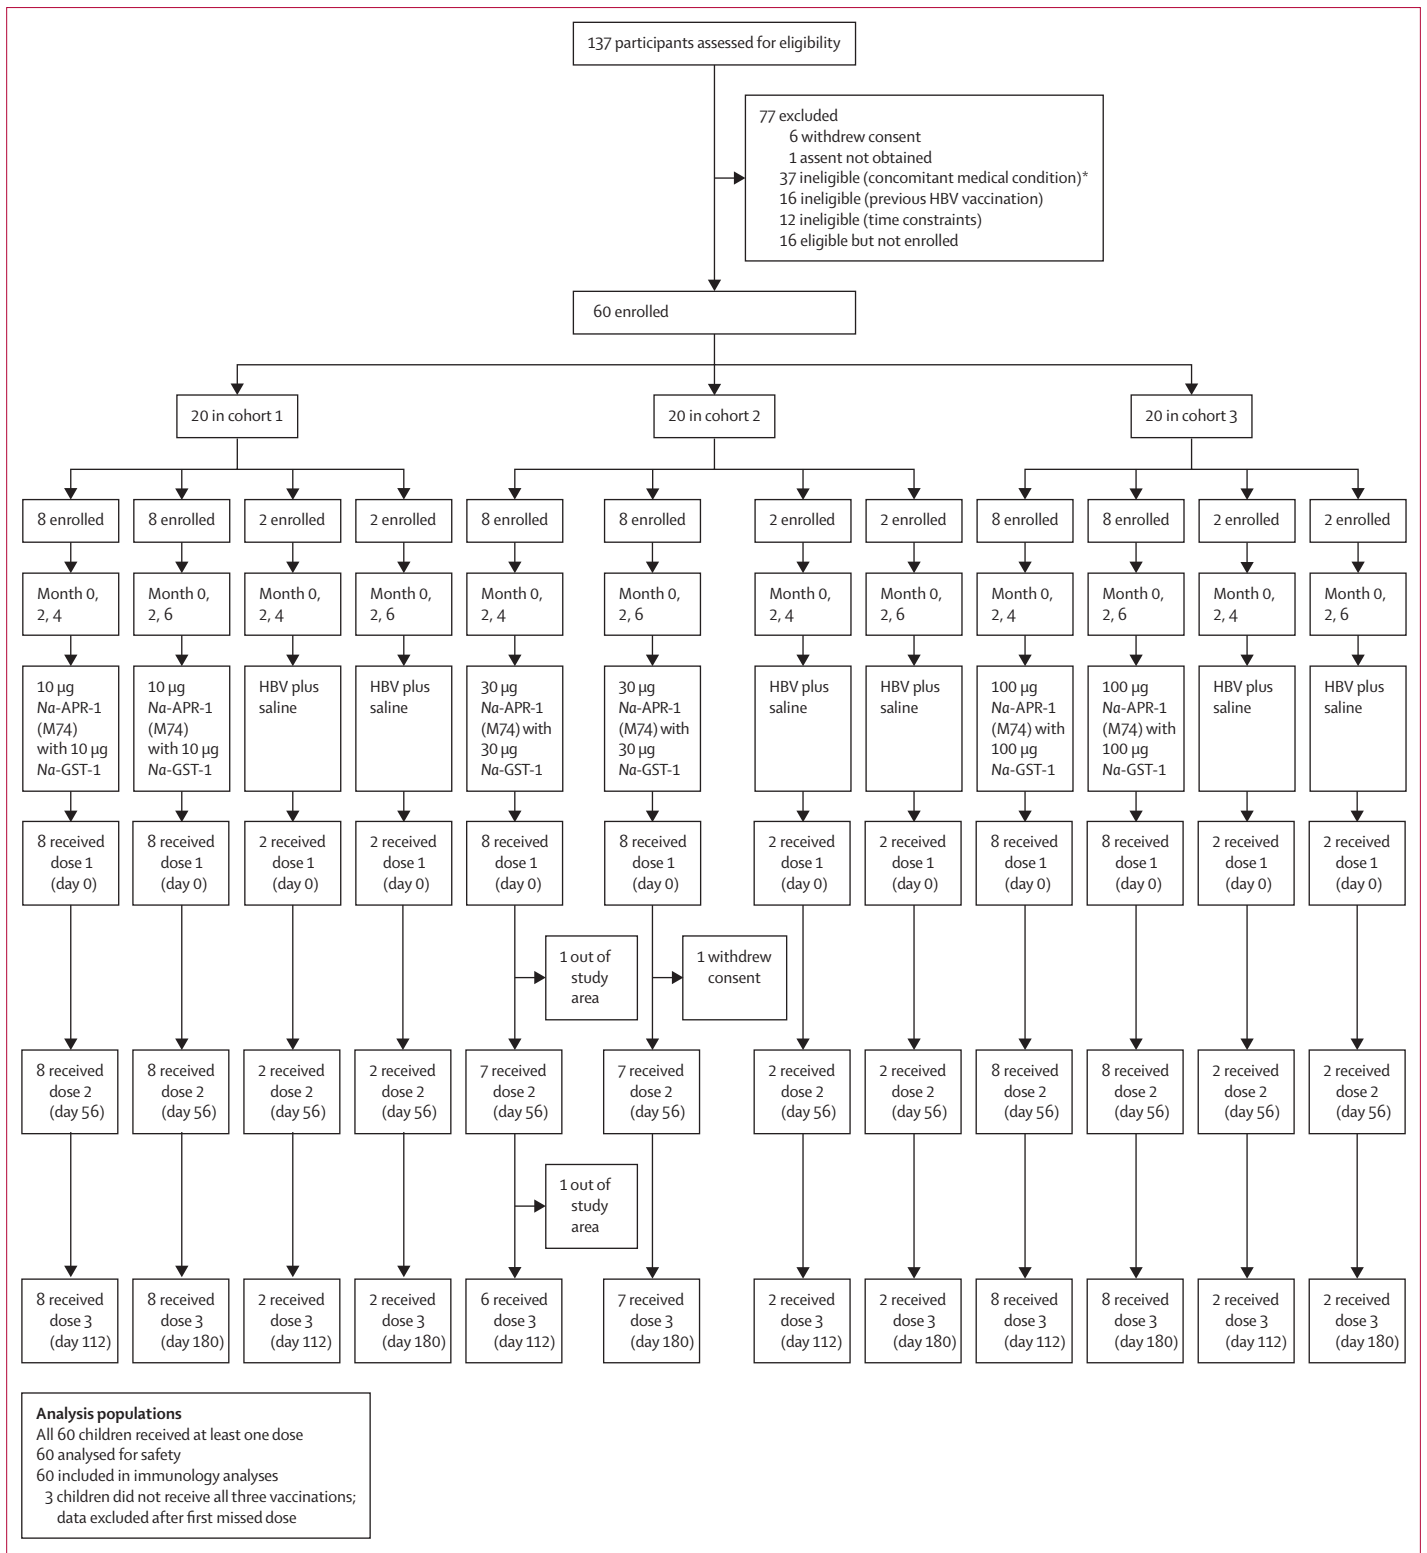 137 participants assessed for eligibility
77 excluded
6 withdrew consent
1 assent not obtained
37 ineligible (concomitant medical condition)*
16 ineligible (previous HBV vaccination)
12 ineligible (time constraints)
16 eligible but not enrolled
60 enrolled
20 in cohort 1
20 in cohort 2
20 in cohort 3
8 enrolled
8 enrolled
2 enrolled
2 enrolled
8 enrolled
8 enrolled
2 enrolled
2 enrolled
8 enrolled
8 enrolled
2 enrolled
2 enrolled
Month 0,
2, 4
Month 0,
2, 6
Month 0,
2, 4
Month 0,
2, 6
Month 0,
2, 4
Month 0,
2, 6
Month 0,
2, 4
Month 0,
2, 6
Month 0,
2, 4
Month 0,
2, 6
Month 0,
2, 4
Month 0,
2, 6
10 µg
Na-APR-1
(M74)
with 10 µg
Na-GST-1
10 µg
Na-APR-1
(M74)
with 10 µg
Na-GST-1
HBV plus
saline
HBV plus
saline
30 µg
Na-APR-1
(M74) with
30 µg
Na-GST-1
30 µg
Na-APR-1
(M74) with
30 µg
Na-GST-1
HBV plus
saline
HBV plus
saline
100 µg
Na-APR-1
(M74) with
100 µg
Na-GST-1
100 µg
Na-APR-1
(M74) with
100 µg
Na-GST-1
HBV plus
saline
HBV plus
saline
8 received
dose 1
(day 0)
8 received
dose 1
(day 0)
2 received
dose 1
(day 0)
2 received
dose 1
(day 0)
8 received
dose 1
(day 0)
8 received
dose 1
(day 0)
2 received
dose 1
(day 0)
2 received
dose 1
(day 0)
8 received
dose 1
(day 0)
8 received
dose 1
(day 0)
2 received
dose 1
(day 0)
2 received
dose 1
(day 0)
1 out of
study
area
1 withdrew
consent
8 received
dose 2
(day 56)
8 received
dose 2
(day 56)
2 received
dose 2
(day 56)
2 received
dose 2
(day 56)
7 received
dose 2
(day 56)
7 received
dose 2
(day 56)
2 received
dose 2
(day 56)
2 received
dose 2
(day 56)
8 received
dose 2
(day 56)
8 received
dose 2
(day 56)
2 received
dose 2
(day 56)
2 received
dose 2
(day 56)
1 out of
study
area
8 received
dose 3
(day 112)
8 received
dose 3
(day 180)
2 received
dose 3
(day 112)
2 received
dose 3
(day 180)
6 received
dose 3
(day 112)
7 received
dose 3
(day 180)
2 received
dose 3
(day 112)
2 received
dose 3
(day 180)
8 received
dose 3
(day 112)
8 received
dose 3
(day 180)
2 received
dose 3
(day 112)
2 received
dose 3
(day 180)
Analysis populations
All 60 children received at least one dose
60 analysed for safety
60 included in immunology analyses
3 children did not receive all three vaccinations;
data excluded after first missed dose